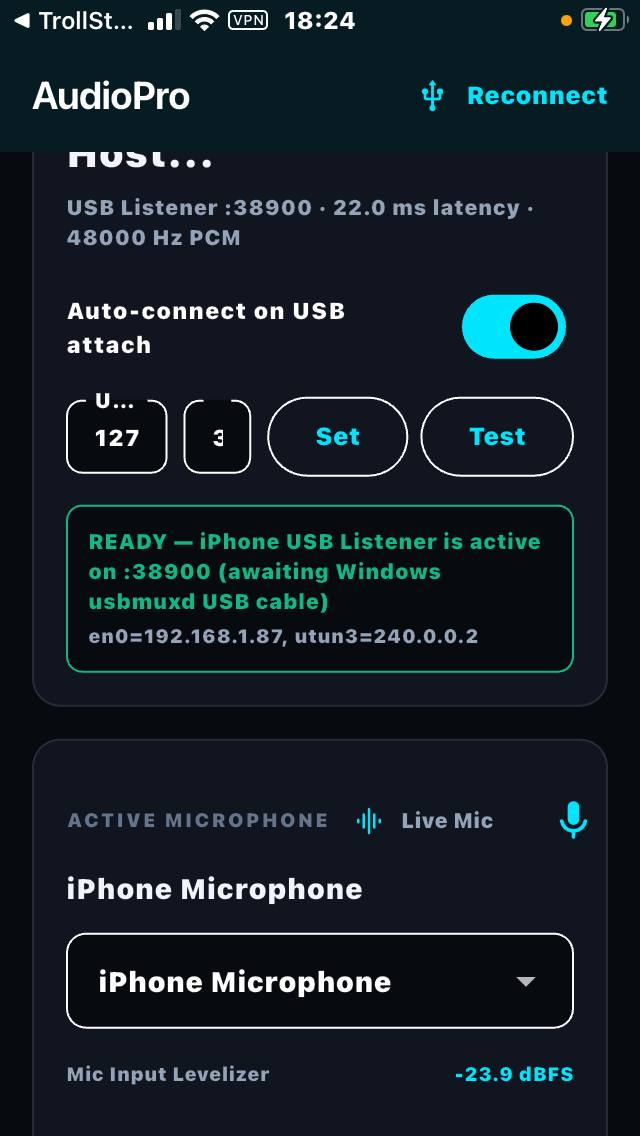 TrollSt... VPN 18:24
AudioPro Reconnect
Host...
USB Listener :38900 · 22.0 ms latency ·
48000 Hz PCM
Auto-connect on USB
attach
U...
127 3 Set Test
READY — iPhone USB Listener is active
on :38900 (awaiting Windows
usbmuxd USB cable)
en0=192.168.1.87, utun3=240.0.0.2
ACTIVE MICROPHONE Live Mic
iPhone Microphone
iPhone Microphone
Mic Input Levelizer -23.9 dBFS